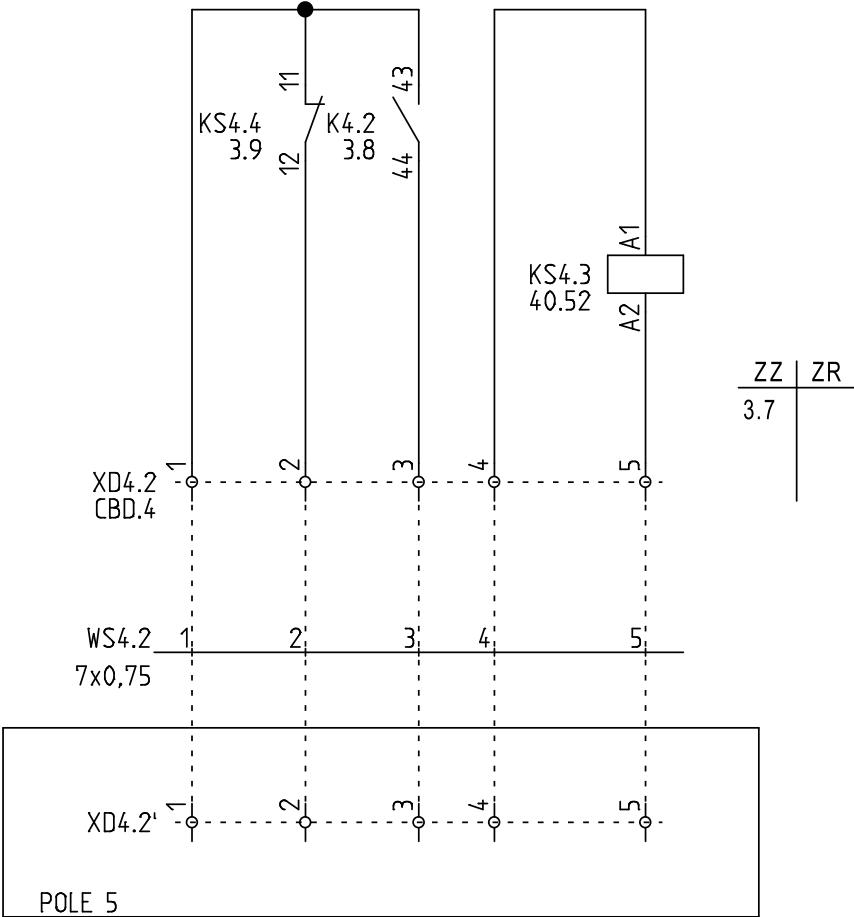 11
43
KS4.4
3.9
K4.2
3.8
12
44
A1
KS4.3
40.52
A2
ZZ ZR
3.7
1 2 3 4 5
XD4.2
CBD.4
WS4.2 1 2 3 4 5
7x0,75
1 2 3 4 5
XD4.2'
POLE 5